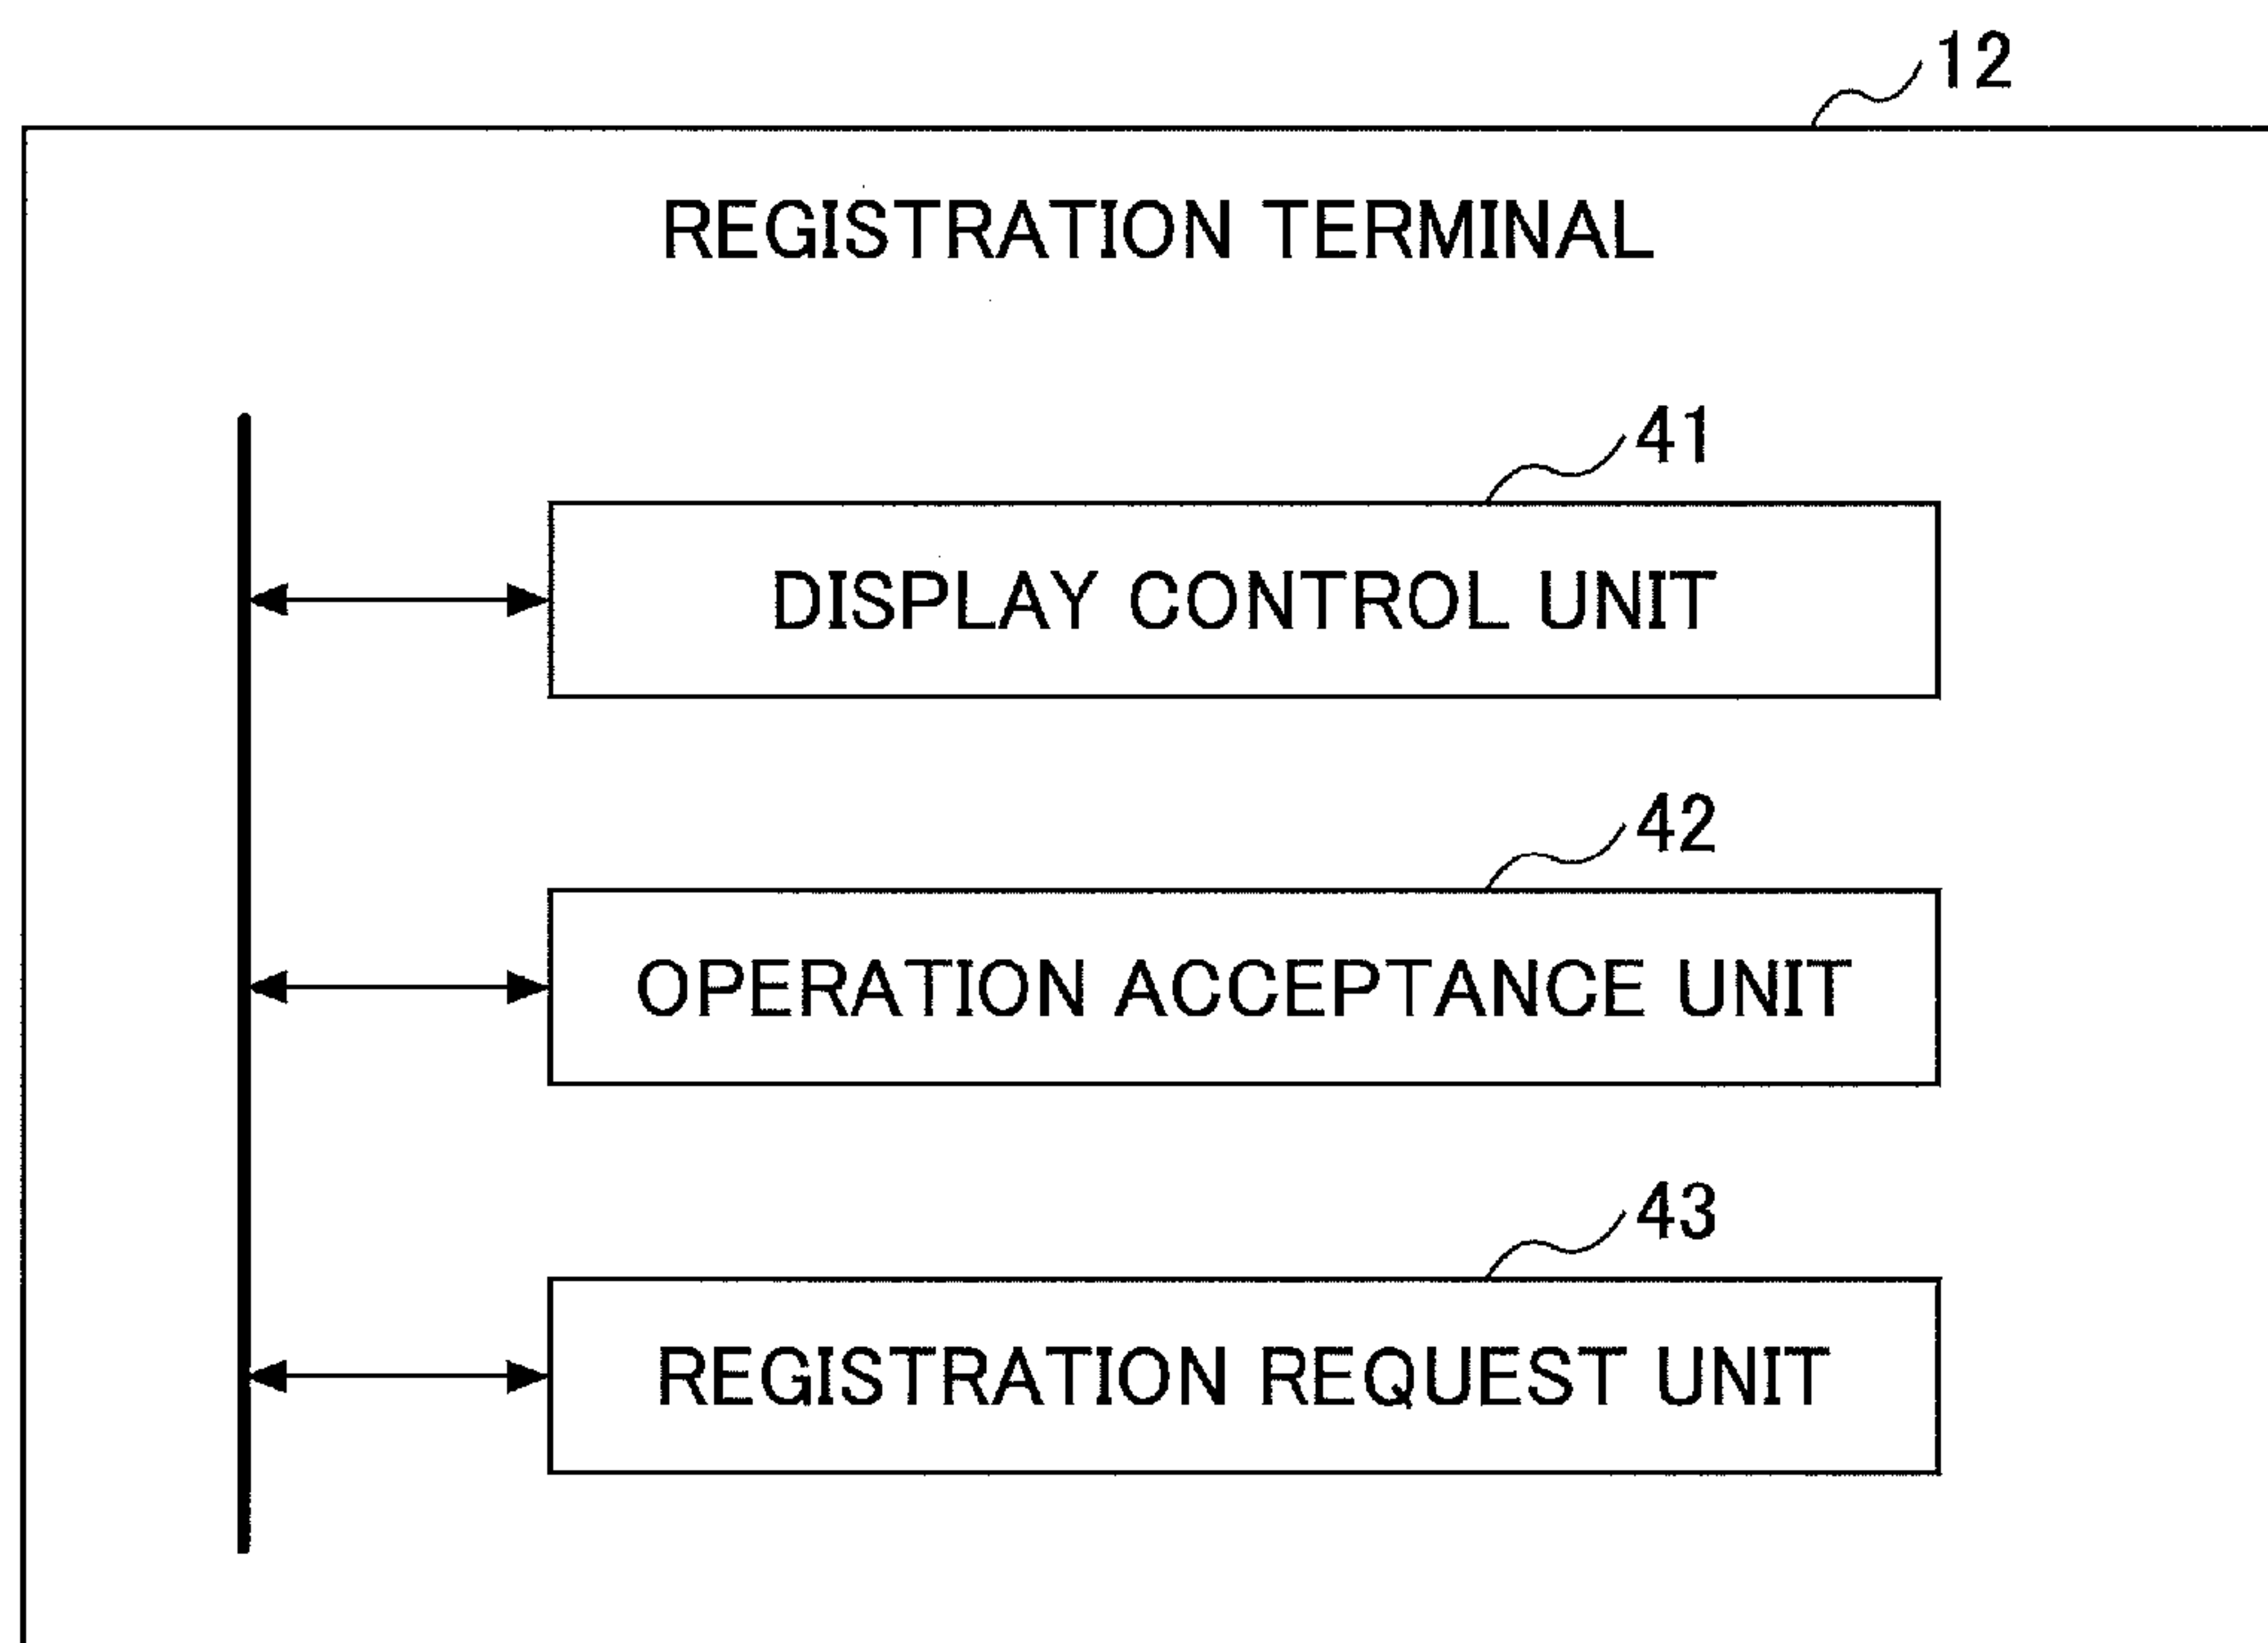 12
REGISTRATION TERMINAL
41
DISPLAY CONTROL UNIT
42
OPERATION ACCEPTANCE UNIT
43
REGISTRATION REQUEST UNIT